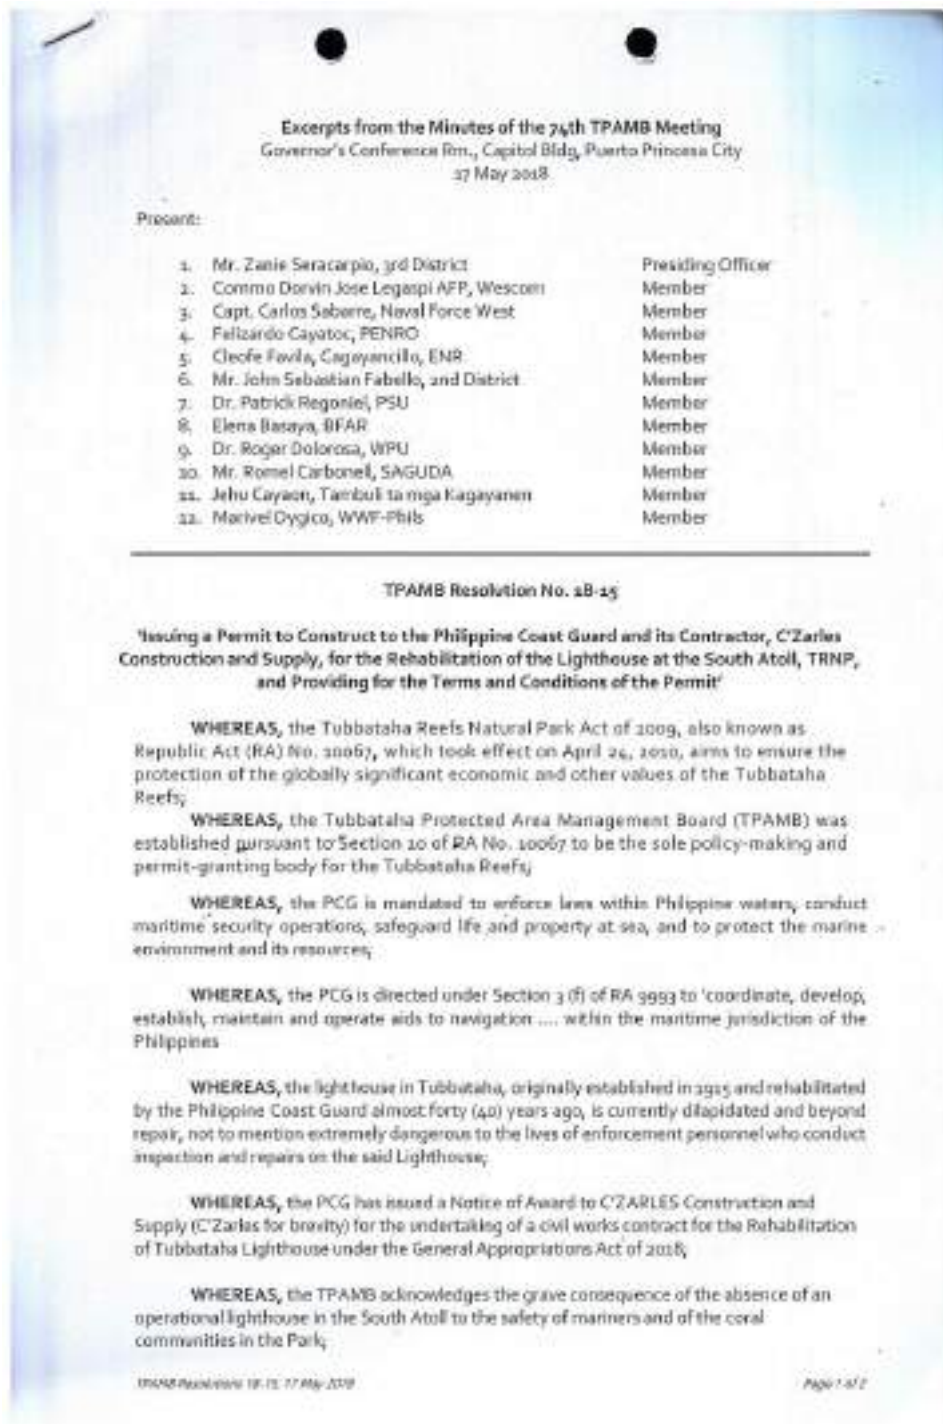 Excerpts from the Minutes of the 74th TPAMB Meeting
Governor's Conference Rm., Capitol Bldg, Puerto Princesa City
17 May 2018
Present:
1. Mr. Zanie Seracarpio, 3rd District Presiding Officer
2. Commo Dorvin Jose Legaspi AFP, Wescom Member
3. Capt. Carlos Sabarre, Naval Force West Member
4. Felizardo Cayatoc, PENRO Member
5. Cleofe Favila, Cagayancillo, ENR Member
6. Mr. John Sebastian Fabello, 2nd District Member
7. Dr. Patrick Regoniel, PSU Member
8. Elena Basaya, BFAR Member
9. Dr. Roger Dolorosa, WPU Member
10. Mr. Romel Carbonell, SAGUDA Member
11. Jehu Cayaon, Tambuli ta mga Kagayanen Member
12. Marivel Dygico, WWF-Phils Member
TPAMB Resolution No. 18-15
'Issuing a Permit to Construct to the Philippine Coast Guard and its Contractor, C'Zarles
Construction and Supply, for the Rehabilitation of the Lighthouse at the South Atoll, TRNP,
and Providing for the Terms and Conditions of the Permit'
WHEREAS, the Tubbataha Reefs Natural Park Act of 2009, also known as
Republic Act (RA) No. 10067, which took effect on April 24, 2010, aims to ensure the
protection of the globally significant economic and other values of the Tubbataha
Reefs;
WHEREAS, the Tubbataha Protected Area Management Board (TPAMB) was
established pursuant to Section 10 of RA No. 10067 to be the sole policy-making and
permit-granting body for the Tubbataha Reefs;
WHEREAS, the PCG is mandated to enforce laws within Philippine waters, conduct
maritime security operations, safeguard life and property at sea, and to protect the marine
environment and its resources;
WHEREAS, the PCG is directed under Section 3 (f) of RA 9993 to 'coordinate, develop,
establish, maintain and operate aids to navigation .... within the maritime jurisdiction of the
Philippines
WHEREAS, the lighthouse in Tubbataha, originally established in 1915 and rehabilitated
by the Philippine Coast Guard almost forty (40) years ago, is currently dilapidated and beyond
repair, not to mention extremely dangerous to the lives of enforcement personnel who conduct
inspection and repairs on the said Lighthouse;
WHEREAS, the PCG has issued a Notice of Award to C'ZARLES Construction and
Supply (C'Zarles for brevity) for the undertaking of a civil works contract for the Rehabilitation
of Tubbataha Lighthouse under the General Appropriations Act of 2018;
WHEREAS, the TPAMB acknowledges the grave consequence of the absence of an
operational lighthouse in the South Atoll to the safety of mariners and of the coral
communities in the Park;
TPAMB Resolutions 18-15, 17 May 2018 Page 1 of 2